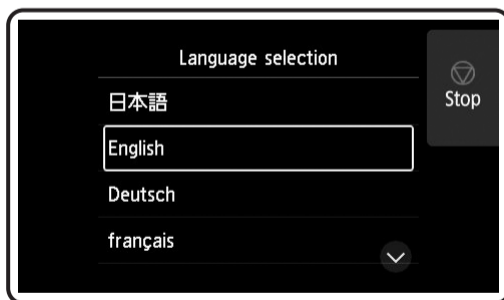 Language selection
Stop
日本語
English
Deutsch
français